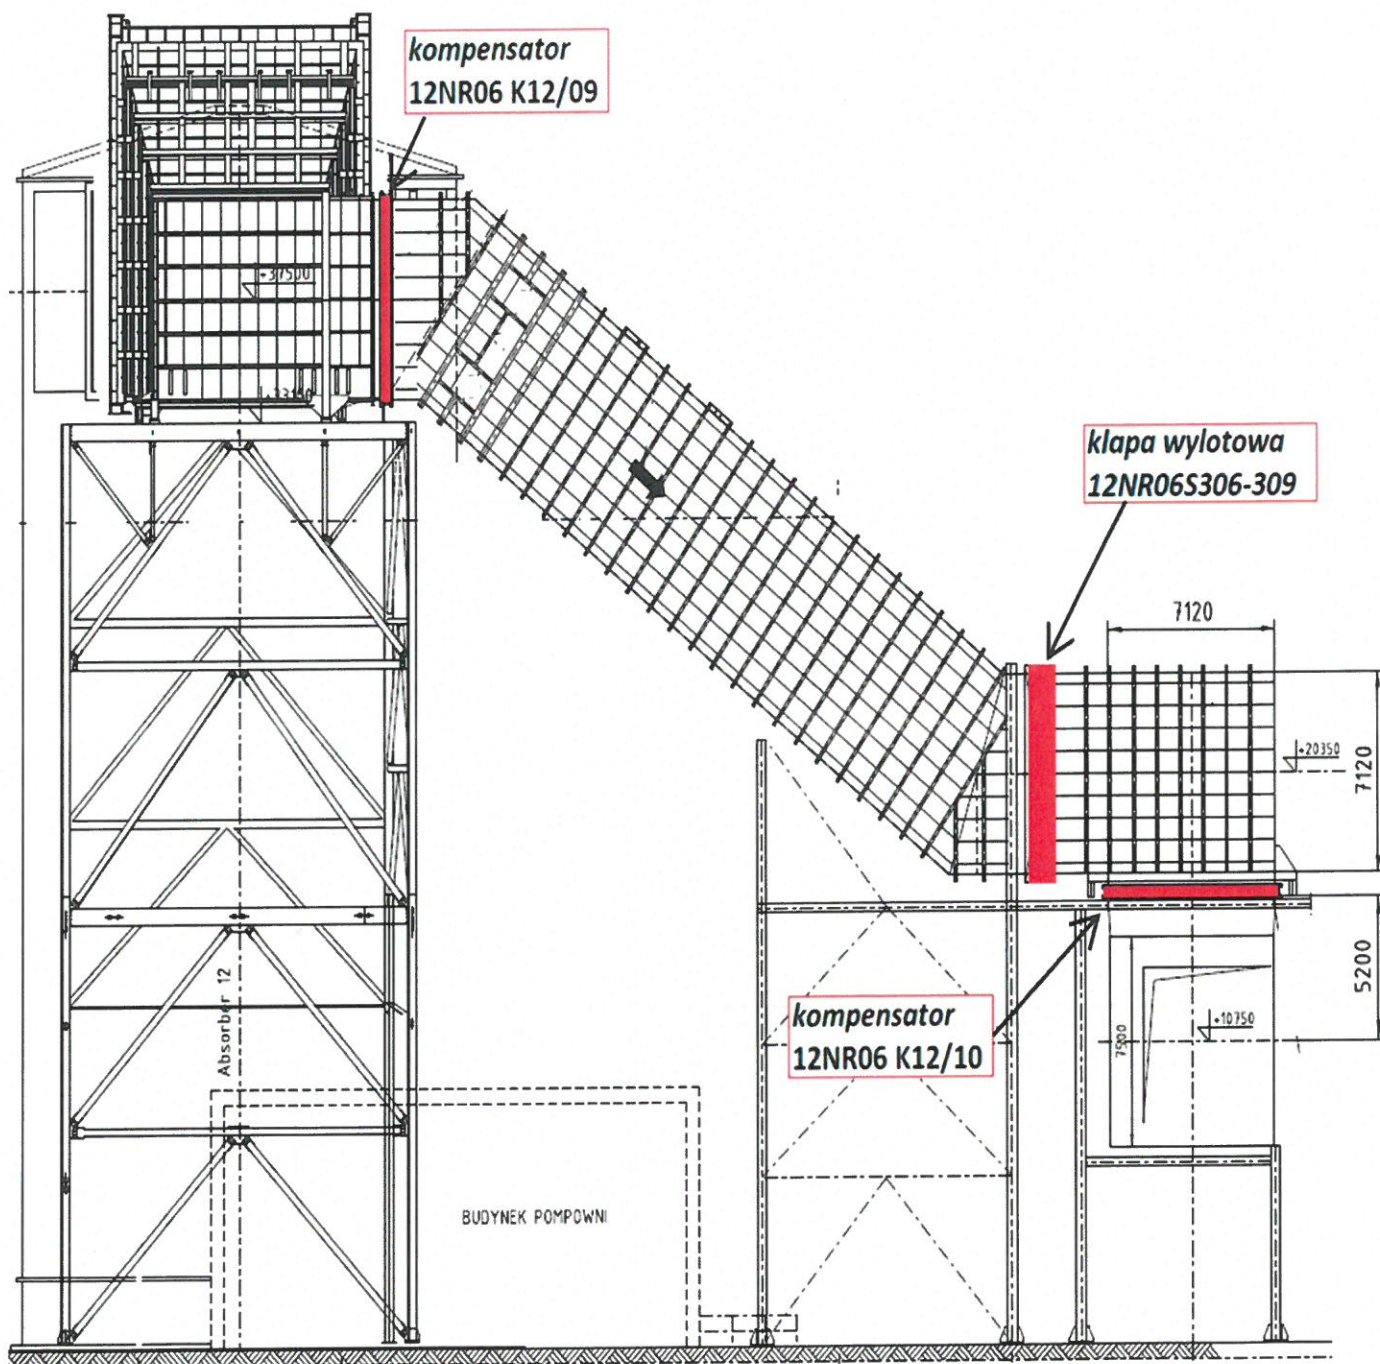 kompensator
12NR06 K12/09
+37500
klapa wylotowa
12NR06S306-309
7120
+20350
7120
5200
kompensator
12NR06 K12/10
+10750
7500
Absorber 12
BUDYNEK POMPOWNI